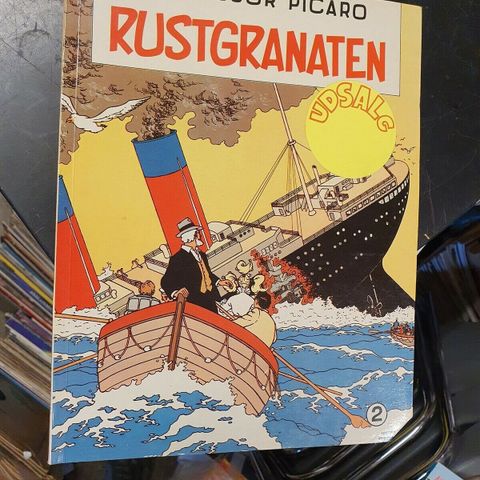 PICARO
RUSTGRANATEN
UDSALG
2